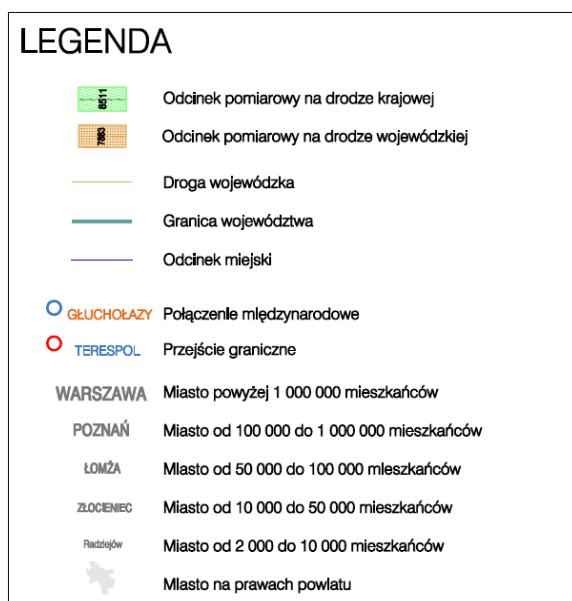 LEGENDA
8511 Odcinek pomiarowy na drodze krajowej
7863 Odcinek pomiarowy na drodze wojewódzkiej
Droga wojewódzka
Granica województwa
Odcinek miejski
GŁUCHOŁAZY Połączenie międzynarodowe
TERESPOL Przejście graniczne
WARSZAWA Miasto powyżej 1 000 000 mieszkańców
POZNAŃ Miasto od 100 000 do 1 000 000 mieszkańców
ŁOMŻA Miasto od 50 000 do 100 000 mieszkańców
ZŁOCIENIEC Miasto od 10 000 do 50 000 mieszkańców
Radziejów Miasto od 2 000 do 10 000 mieszkańców
Miasto na prawach powiatu